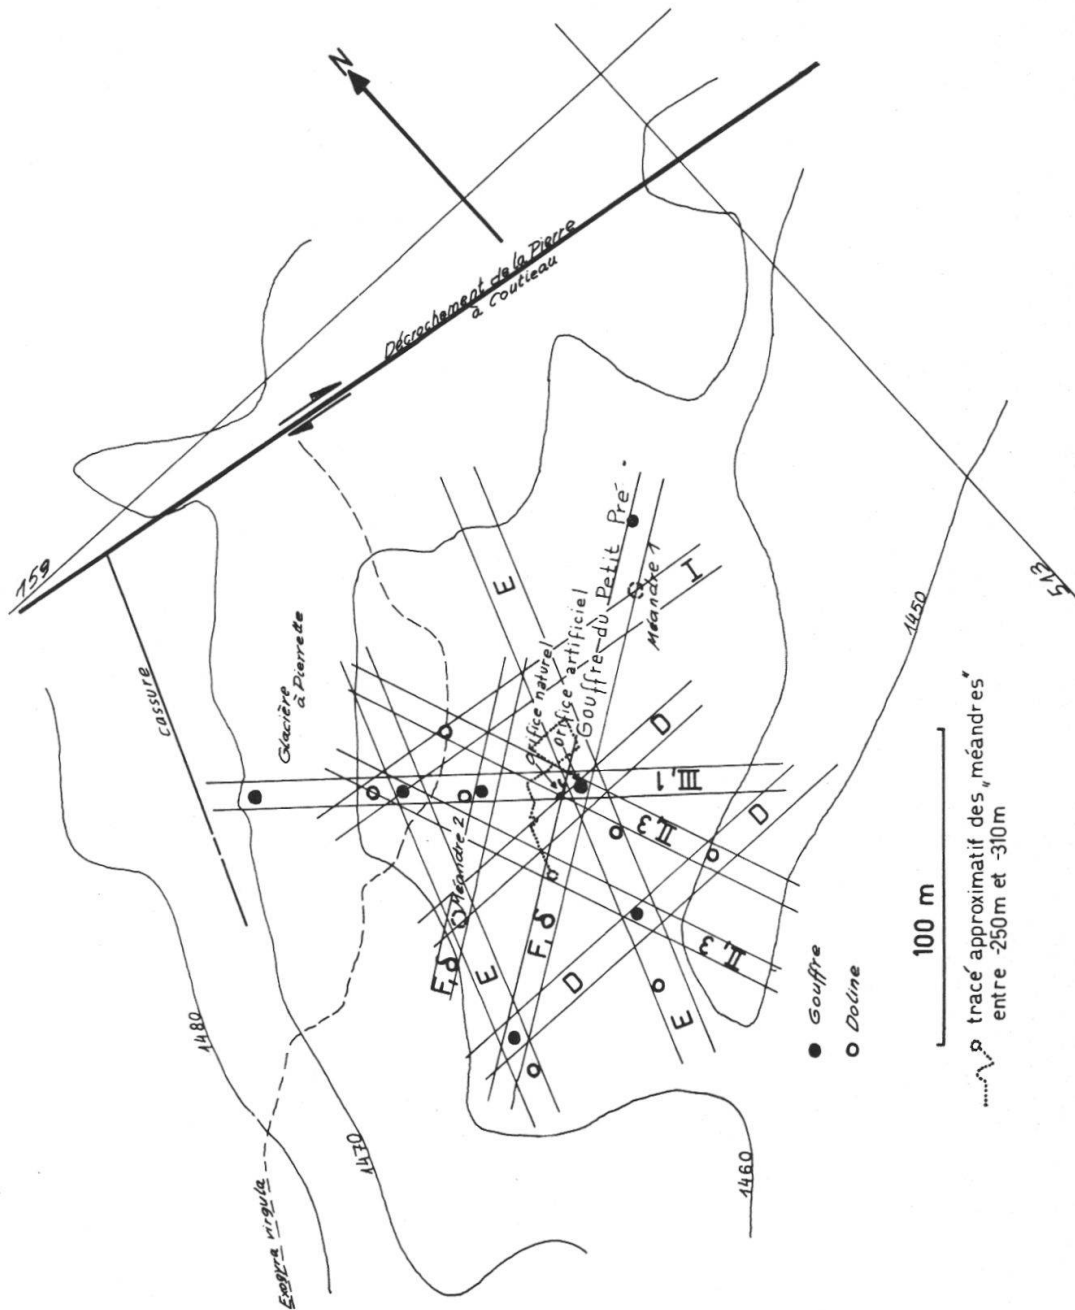 N
Décrochement de la Pierre
à Coutieau
159
cassure
Glacière
à Pierrette
E
orifice naturel
orifice artificiel
Gouffre du Petit Pré
Méandre 1
I
513
1450
D
III,1
II,3
D
Méandre 2
F,δ
E
F,δ
D
II,3
E
1480
1470
1460
Exogyra virgula
100 m
● Gouffre
○ Doline
tracé approximatif des „méandres"
entre -250m et -310m